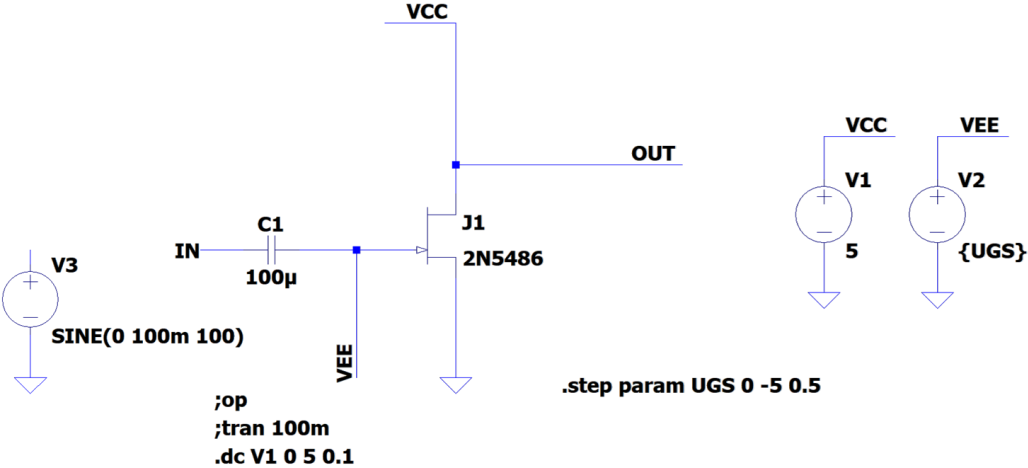 VCC
OUT
VCC
VEE
V1
V2
5
{UGS}
C1
J1
IN
100µ
2N5486
V3
SINE(0 100m 100)
VEE
.step param UGS 0 -5 0.5
;op
;tran 100m
.dc V1 0 5 0.1